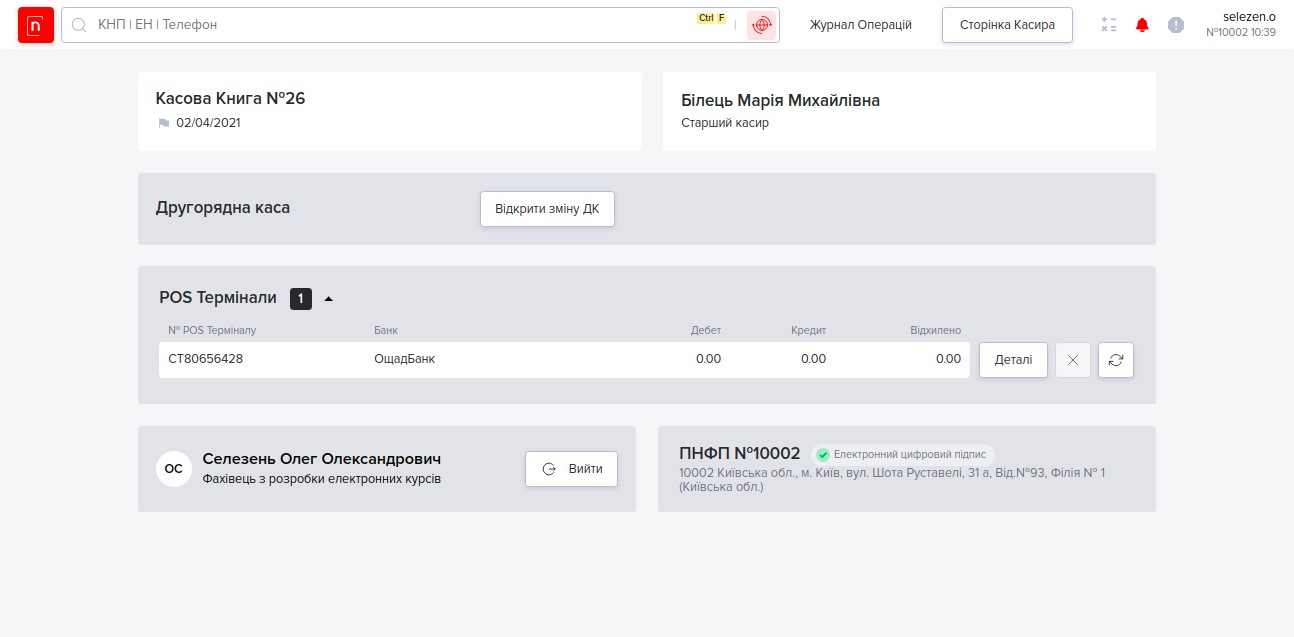 n
КНП | ЕН | Телефон
Ctrl F
Журнал Операцій
Сторінка Касира
selezen.o
№10002 10:39
Касова Книга №26
02/04/2021
Білець Марія Михайлівна
Старший касир
Другорядна каса
Відкрити зміну ДК
POS Термінали 1
№ POS Терміналу Банк Дебет Кредит Відхилено
CT80656428 ОщадБанк 0.00 0.00 0.00 Деталі
ОС
Селезень Олег Олександрович
Фахівець з розробки електронних курсів
Вийти
ПНФП №10002 Електронний цифровий підпис
10002 Київська обл., м. Київ, вул. Шота Руставелі, 31 а, Від.№93, Філія № 1
(Київська обл.)